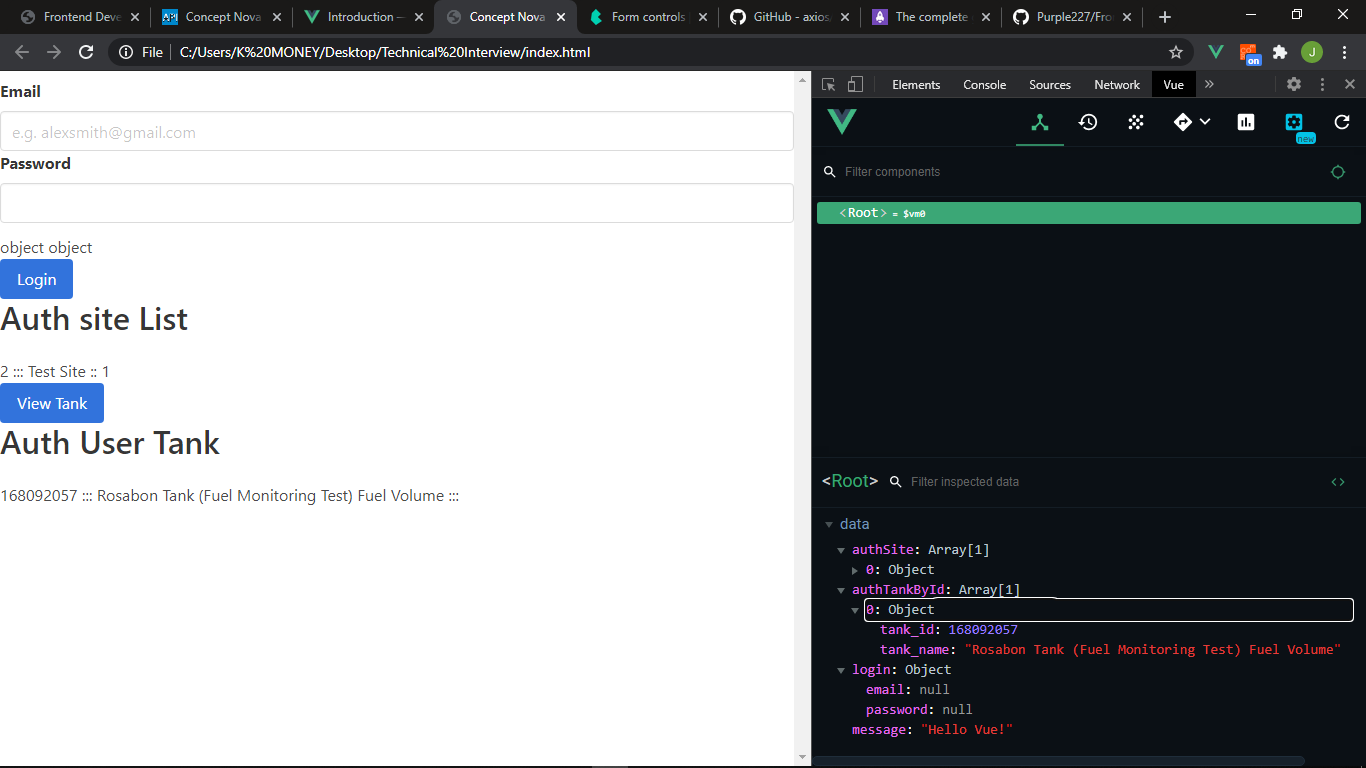 Frontend Deve
Concept Nova
Introduction —
Concept Nova
Form controls
GitHub - axios
The complete
Purple227/Fro
File
C:/Users/K%20MONEY/Desktop/Technical%20Interview/index.html
on
J
Email
e.g. alexsmith@gmail.com
Password
object object
Login
Auth site List
2 ::: Test Site :: 1
View Tank
Auth User Tank
168092057 ::: Rosabon Tank (Fuel Monitoring Test) Fuel Volume :::
Elements Console Sources Network Vue »
new
Filter components
<Root> = $vm0
<Root> Filter inspected data <>
data
authSite: Array[1]
0: Object
authTankById: Array[1]
0: Object
tank_id: 168092057
tank_name: "Rosabon Tank (Fuel Monitoring Test) Fuel Volume"
login: Object
email: null
password: null
message: "Hello Vue!"